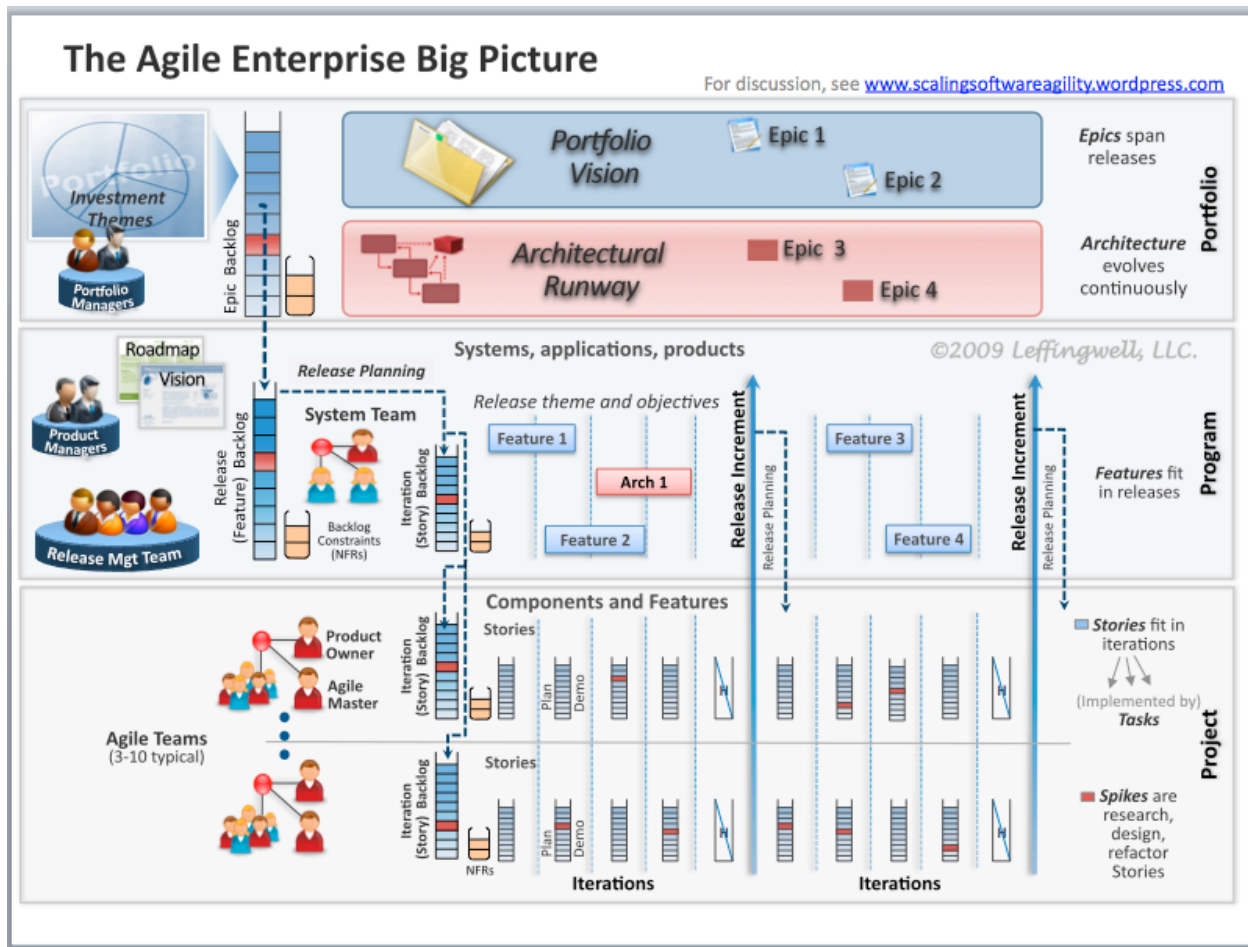 The Agile Enterprise Big Picture
For discussion, see www.scalingsoftwareagility.wordpress.com
Portfolio
Investment
Themes
Portfolio
Managers
Epic Backlog
Portfolio
Vision
Epic 1
Epic 2
Epics span
releases
Architectural
Runway
Epic 3
Epic 4
Architecture
evolves
continuously
Portfolio
Roadmap
Vision
Product
Managers
Release Mgt Team
Release
(Feature) Backlog
Release Planning
System Team
Backlog
Constraints
(NFRs)
Iteration
(Story) Backlog
Systems, applications, products
©2009 Leffingwell, LLC.
Release theme and objectives
Feature 1
Arch 1
Feature 2
Release Increment
Release Planning
Feature 3
Feature 4
Release Increment
Release Planning
Features fit
in releases
Program
Components and Features
Product
Owner
Agile
Master
Agile Teams
(3-10 typical)
Iteration
(Story) Backlog
Stories
Plan
Demo
H
H
Stories fit in
iterations
(Implemented by)
Tasks
Project
Iteration
(Story) Backlog
NFRs
Stories
Plan
Demo
H
H
Spikes are
research,
design,
refactor
Stories
Iterations
Iterations